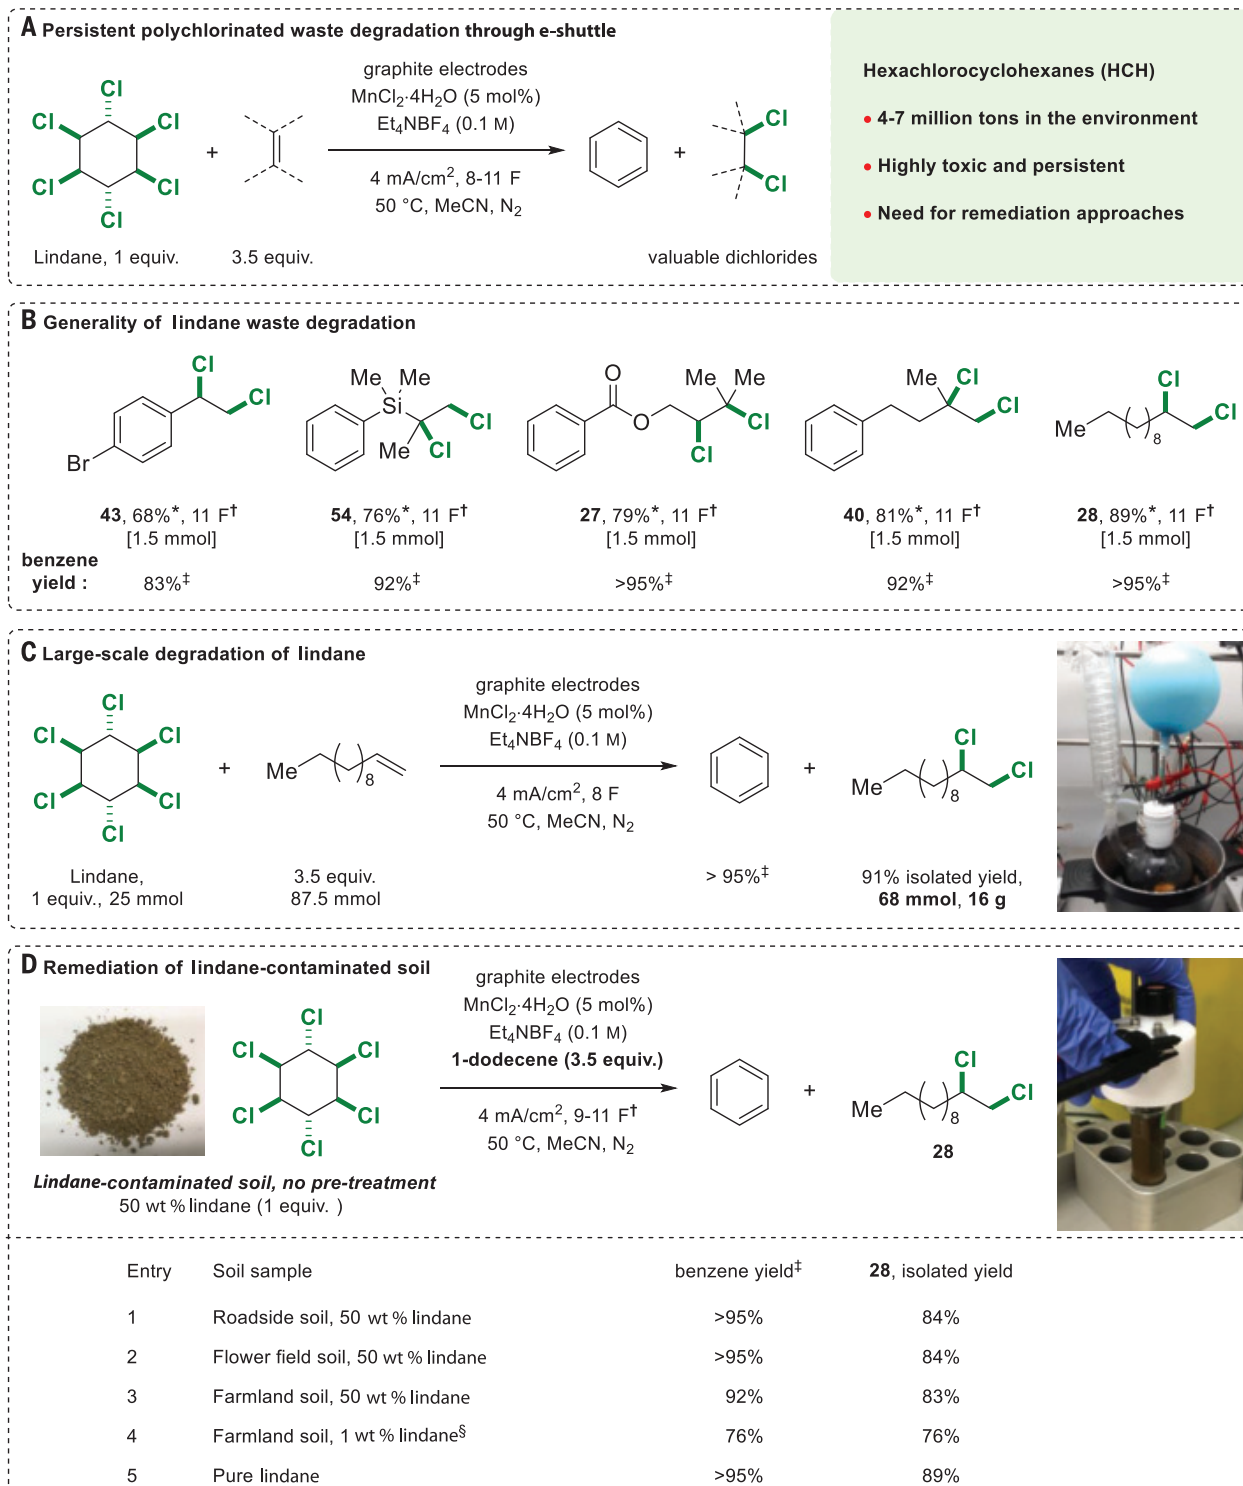 A Persistent polychlorinated waste degradation through e-shuttle
Cl
Cl
Cl
Cl
Cl
Cl
+
graphite electrodes
MnCl₂·4H₂O (5 mol%)
Et₄NBF₄ (0.1 M)
4 mA/cm², 8-11 F
50 °C, MeCN, N₂
+
Cl
Cl
Lindane, 1 equiv.
3.5 equiv.
valuable dichlorides
Hexachlorocyclohexanes (HCH)
• 4-7 million tons in the environment
• Highly toxic and persistent
• Need for remediation approaches
B Generality of lindane waste degradation
Cl
Cl
Br
Me
Me
Si
Cl
Me
Cl
O
O
Me
Me
Cl
Cl
Me
Cl
Cl
Me
8
Cl
Cl
43, 68%*, 11 F†
[1.5 mmol]
54, 76%*, 11 F†
[1.5 mmol]
27, 79%*, 11 F†
[1.5 mmol]
40, 81%*, 11 F†
[1.5 mmol]
28, 89%*, 11 F†
[1.5 mmol]
benzene
yield :
83%‡
92%‡
>95%‡
92%‡
>95%‡
C Large-scale degradation of lindane
Cl
Cl
Cl
Cl
Cl
Cl
+
Me
8
graphite electrodes
MnCl₂·4H₂O (5 mol%)
Et₄NBF₄ (0.1 M)
4 mA/cm², 8 F
50 °C, MeCN, N₂
+
Me
8
Cl
Cl
Lindane,
1 equiv., 25 mmol
3.5 equiv.
87.5 mmol
> 95%‡
91% isolated yield,
68 mmol, 16 g
D Remediation of lindane-contaminated soil
Cl
Cl
Cl
Cl
Cl
Cl
graphite electrodes
MnCl₂·4H₂O (5 mol%)
Et₄NBF₄ (0.1 M)
1-dodecene (3.5 equiv.)
4 mA/cm², 9-11 F†
50 °C, MeCN, N₂
+
Me
8
Cl
Cl
28
Lindane-contaminated soil, no pre-treatment
50 wt % lindane (1 equiv. )
Entry Soil sample benzene yield‡ 28, isolated yield
1 Roadside soil, 50 wt % lindane >95% 84%
2 Flower field soil, 50 wt % lindane >95% 84%
3 Farmland soil, 50 wt % lindane 92% 83%
4 Farmland soil, 1 wt % lindane§ 76% 76%
5 Pure lindane >95% 89%